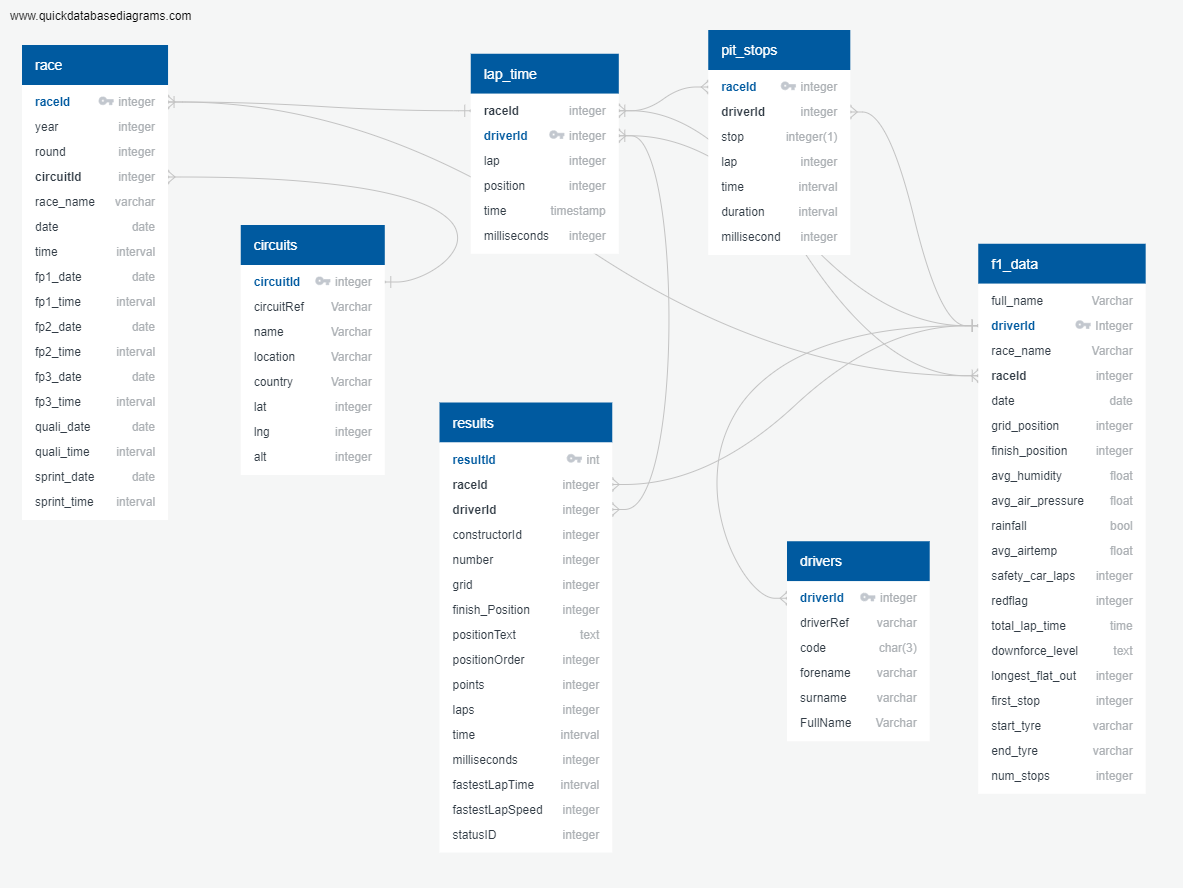 www.quickdatabasediagrams.com
race
raceId integer
year integer
round integer
circuitId integer
race_name varchar
date date
time interval
fp1_date date
fp1_time interval
fp2_date date
fp2_time interval
fp3_date date
fp3_time interval
quali_date date
quali_time interval
sprint_date date
sprint_time interval
circuits
circuitId integer
circuitRef Varchar
name Varchar
location Varchar
country Varchar
lat integer
lng integer
alt integer
lap_time
raceId integer
driverId integer
lap integer
position integer
time timestamp
milliseconds integer
results
resultId int
raceId integer
driverId integer
constructorId integer
number integer
grid integer
finish_Position integer
positionText text
positionOrder integer
points integer
laps integer
time interval
milliseconds integer
fastestLapTime interval
fastestLapSpeed integer
statusID integer
pit_stops
raceId integer
driverId integer
stop integer(1)
lap integer
time interval
duration interval
millisecond integer
drivers
driverId integer
driverRef varchar
code char(3)
forename varchar
surname varchar
FullName Varchar
f1_data
full_name Varchar
driverId Integer
race_name Varchar
raceId integer
date date
grid_position integer
finish_position integer
avg_humidity float
avg_air_pressure float
rainfall bool
avg_airtemp float
safety_car_laps integer
redflag integer
total_lap_time time
downforce_level text
longest_flat_out integer
first_stop integer
start_tyre varchar
end_tyre varchar
num_stops integer